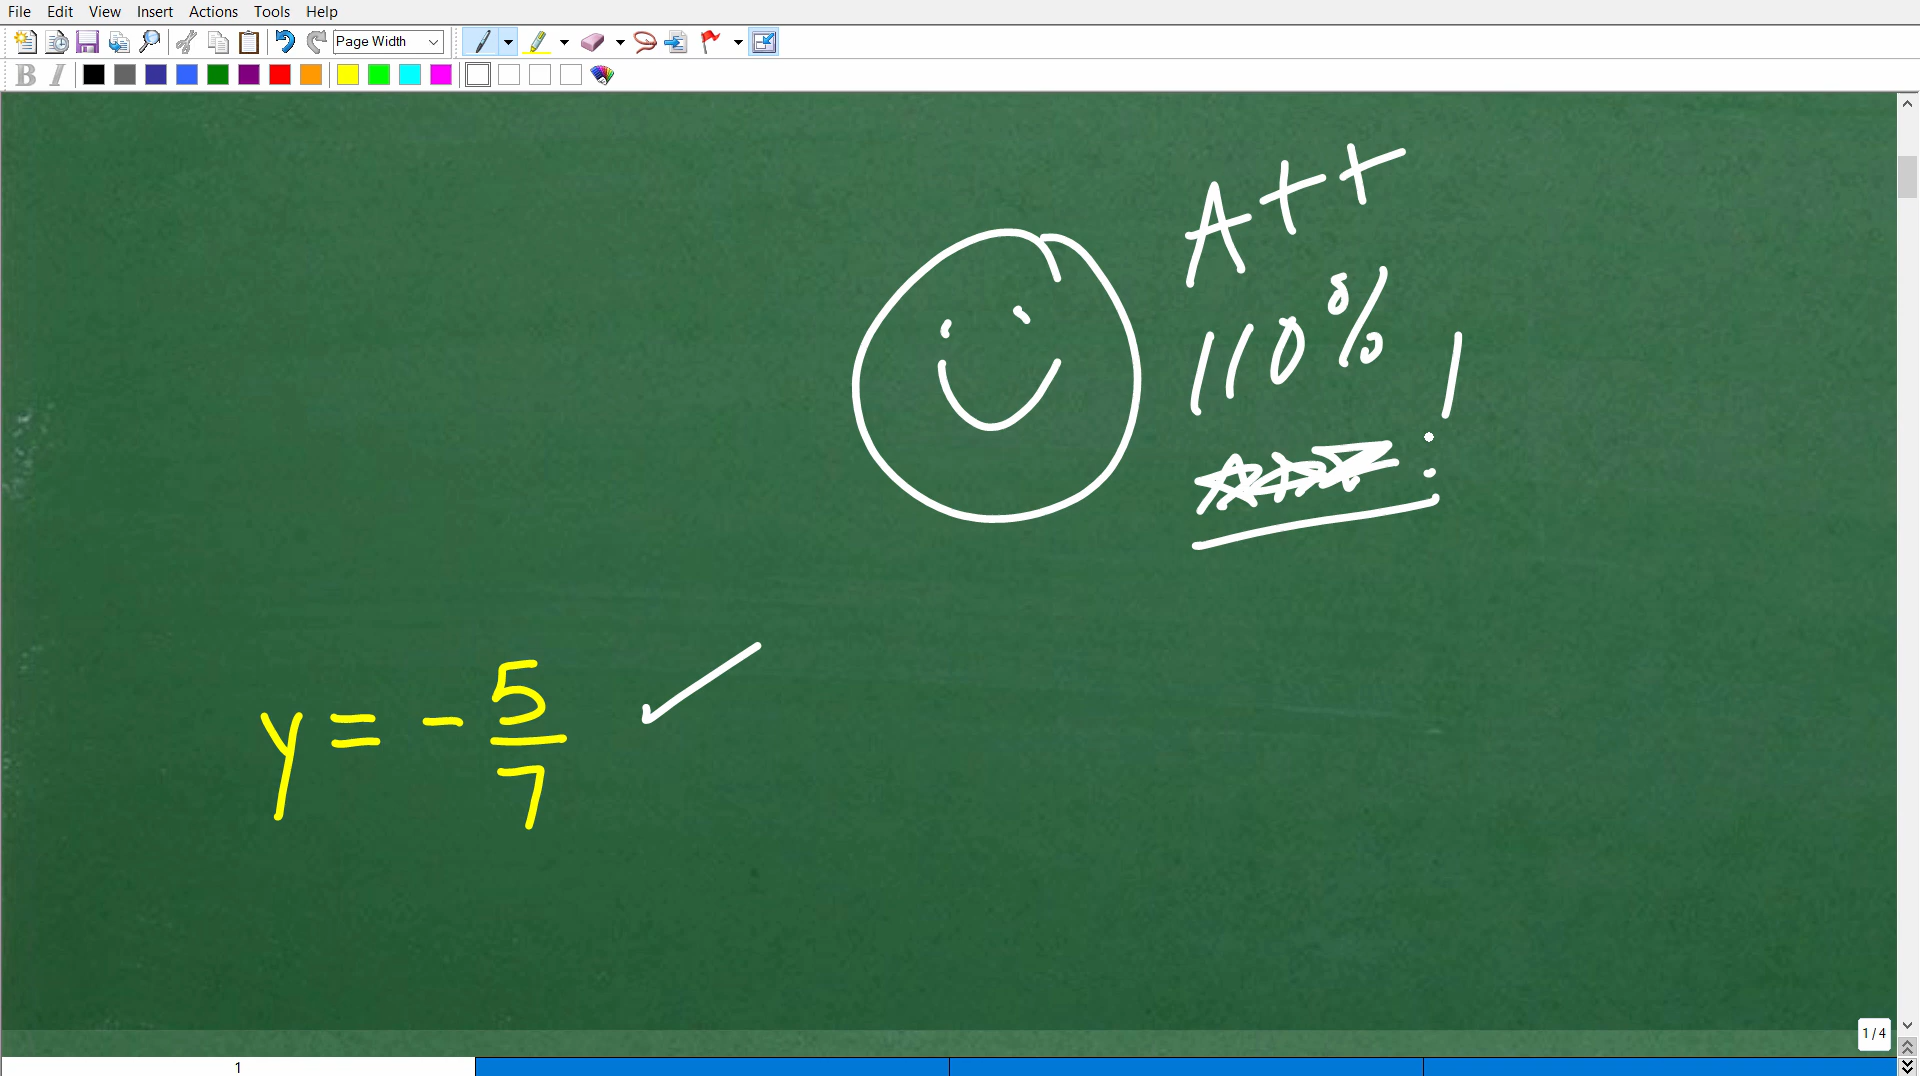 File Edit View Insert Actions Tools Help
Page Width
B I
A++
110%
!
y = - 5/7
1 / 4
1